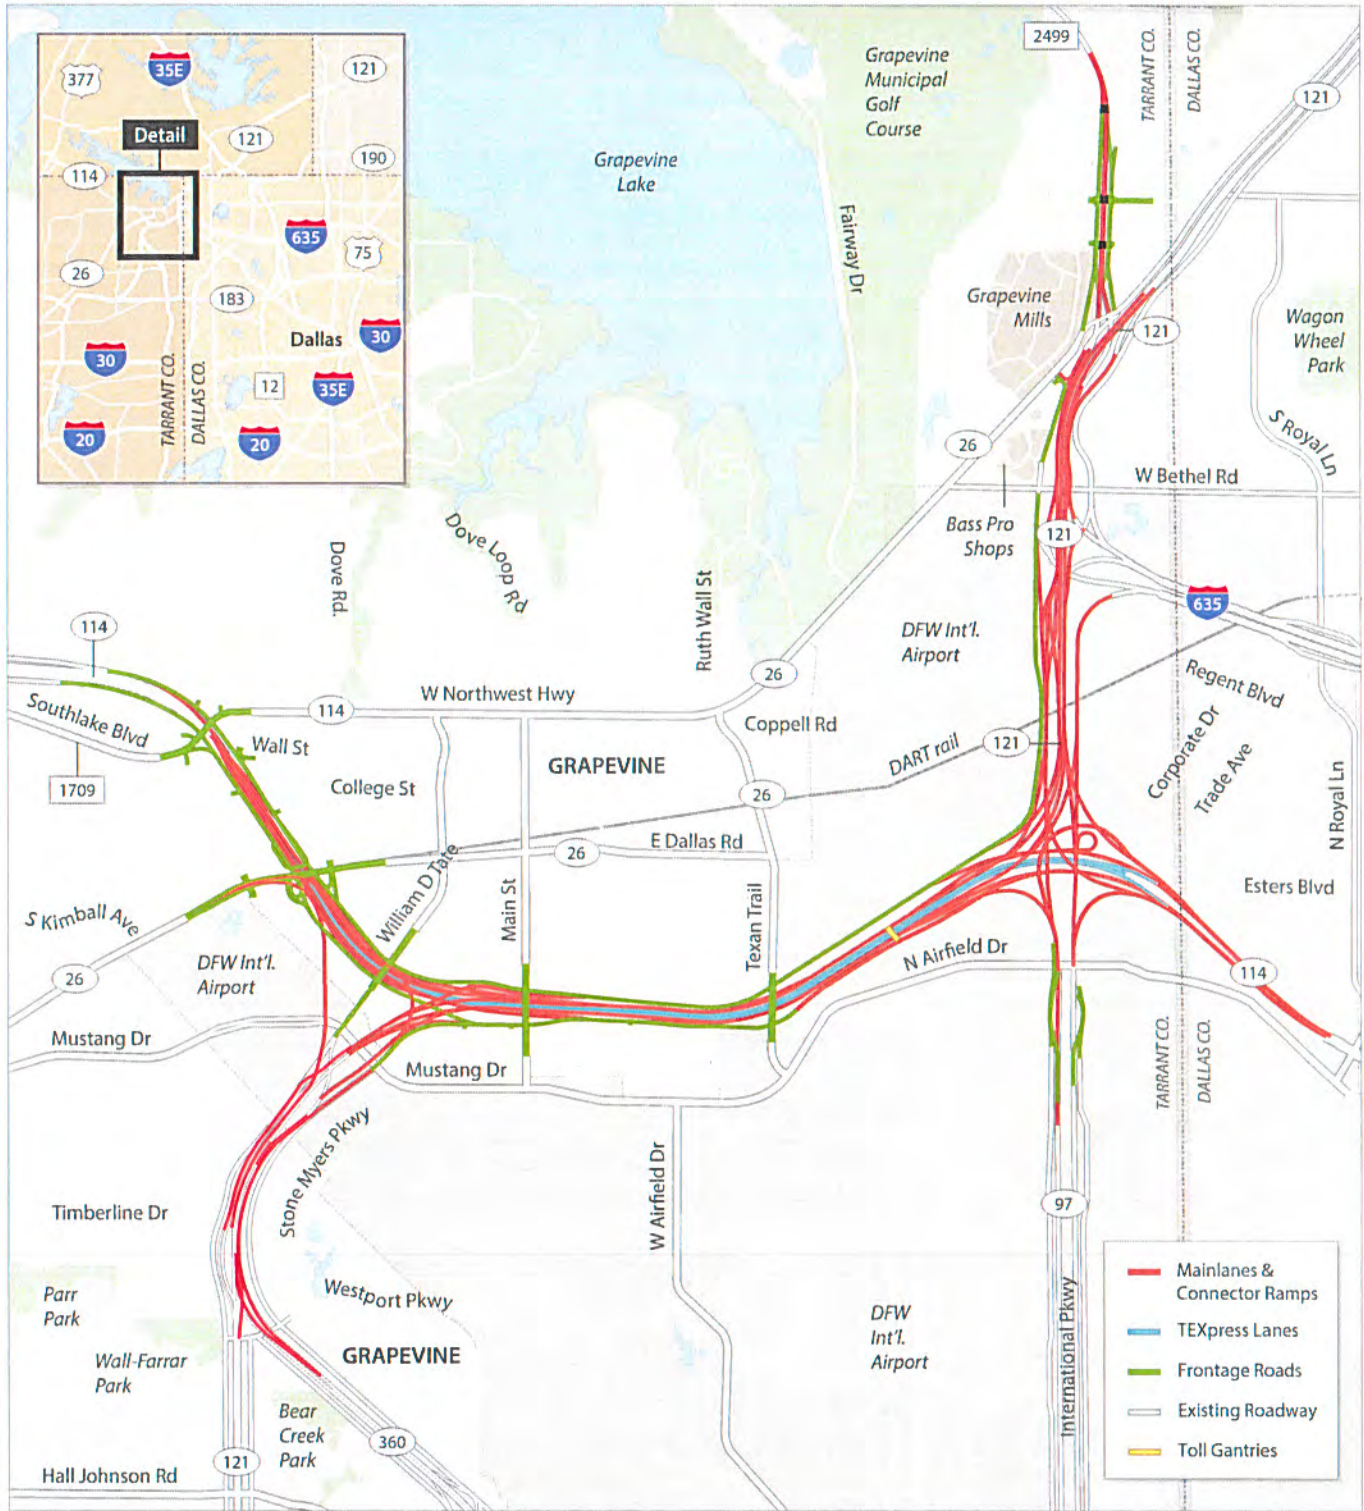 377
35E
121
Detail
121
190
114
635
75
26
183
Dallas
30
30
12
35E
TARRANT CO.
DALLAS CO.
20
20
2499
Grapevine
Municipal
Golf
Course
TARRANT CO.
DALLAS CO.
121
Grapevine
Lake
Fairway Dr
Grapevine
Mills
121
Wagon
Wheel
Park
26
S Royal Ln
W Bethel Rd
Bass Pro
Shops
121
Dove Loop Rd
Dove Rd.
Ruth Wall St
635
DFW Int'l.
Airport
114
26
Regent Blvd
W Northwest Hwy
114
Southlake Blvd
Wall St
Coppell Rd
DART rail
121
Corporate Dr
Trade Ave
GRAPEVINE
1709
College St
26
N Royal Ln
E Dallas Rd
26
William D Tate
Main St
Texan Trail
Esters Blvd
S Kimball Ave
N Airfield Dr
DFW Int'l.
Airport
26
114
Mustang Dr
Mustang Dr
TARRANT CO.
DALLAS CO.
Stone Myers Pkwy
W Airfield Dr
97
Timberline Dr
Parr
Park
Westport Pkwy
DFW
Int'l.
Airport
International Pkwy
GRAPEVINE
Wall-Farrar
Park
Bear
Creek
Park
360
121
Hall Johnson Rd
Mainlanes &
Connector Ramps
TEXpress Lanes
Frontage Roads
Existing Roadway
Toll Gantries